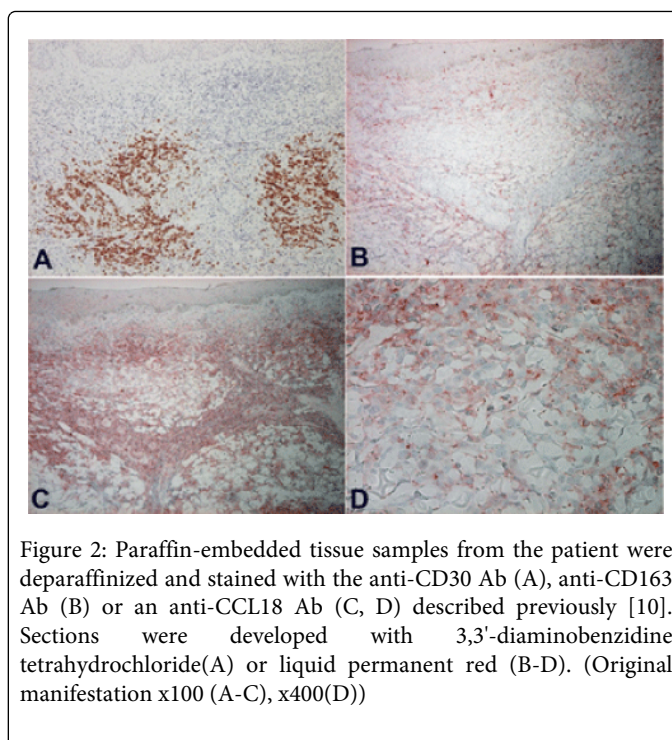 A
B
C
D
Figure 2: Paraffin-embedded tissue samples from the patient were
deparaffinized and stained with the anti-CD30 Ab (A), anti-CD163
Ab (B) or an anti-CCL18 Ab (C, D) described previously [10].
Sections were developed with 3,3'-diaminobenzidine
tetrahydrochloride(A) or liquid permanent red (B-D). (Original
manifestation x100 (A-C), x400(D))